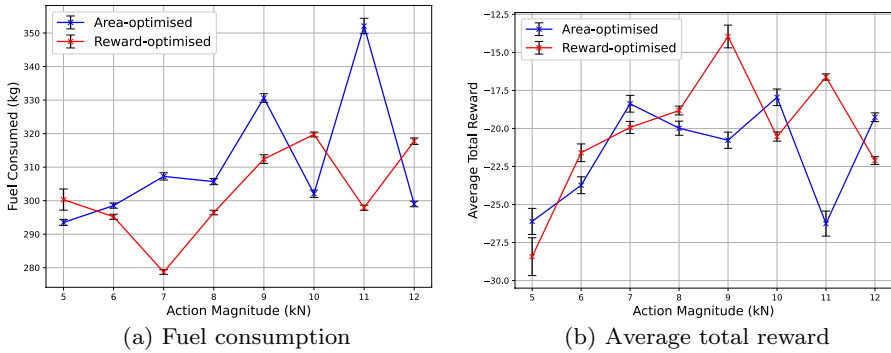 Area-optimised
Reward-optimised
Fuel Consumed (kg)
350
340
330
320
310
300
290
280
5 6 7 8 9 10 11 12
Action Magnitude (kN)
(a) Fuel consumption
Area-optimised
Reward-optimised
Average Total Reward
−12.5
−15.0
−17.5
−20.0
−22.5
−25.0
−27.5
−30.0
5 6 7 8 9 10 11 12
Action Magnitude (kN)
(b) Average total reward